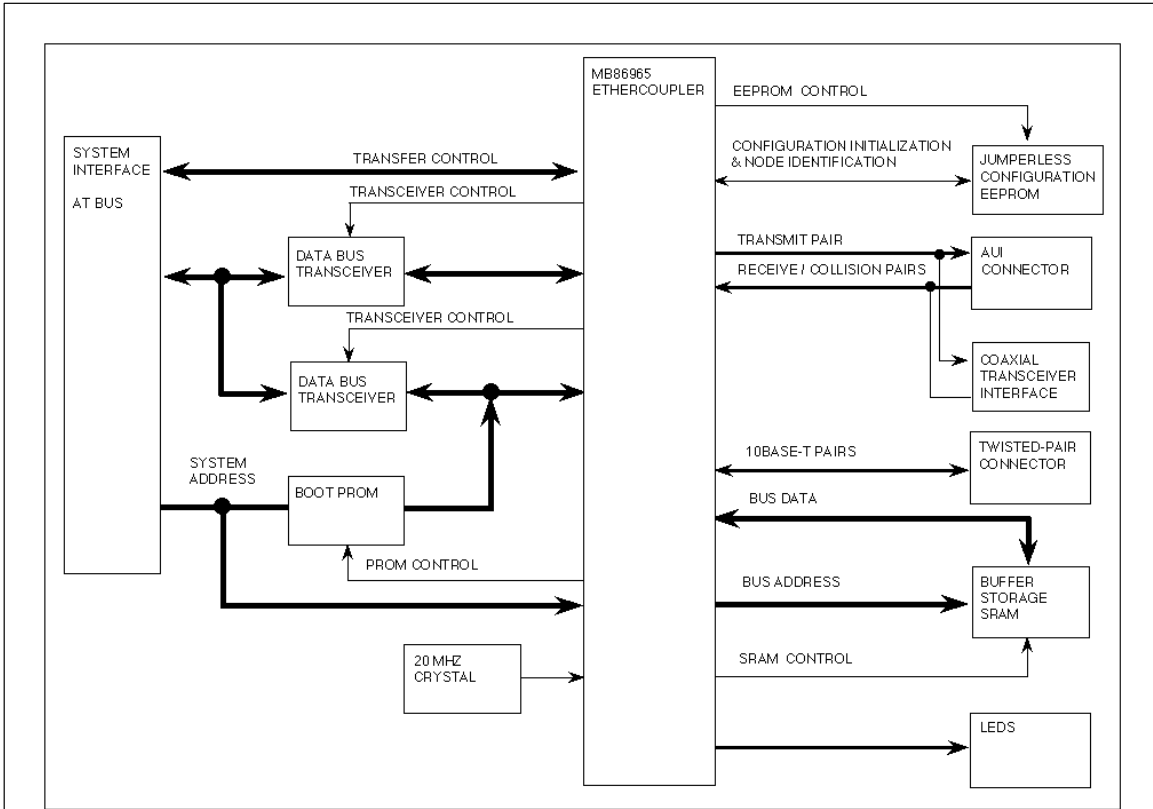 MB86965
ETHERCOUPLER
EEPROM CONTROL
SYSTEM
INTERFACE
AT BUS
TRANSFER CONTROL
CONFIGURATION INITIALIZATION
& NODE IDENTIFICATION
JUMPERLESS
CONFIGURATION
EEPROM
TRANSCEIVER CONTROL
DATA BUS
TRANSCEIVER
TRANSMIT PAIR
RECEIVE / COLLISION PAIRS
AUI
CONNECTOR
TRANSCEIVER CONTROL
DATA BUS
TRANSCEIVER
COAXIAL
TRANSCEIVER
INTERFACE
SYSTEM
ADDRESS
BOOT PROM
10BASE-T PAIRS
TWISTED-PAIR
CONNECTOR
BUS DATA
PROM CONTROL
BUS ADDRESS
BUFFER
STORAGE
SRAM
20 MHZ
CRYSTAL
SRAM CONTROL
LEDS